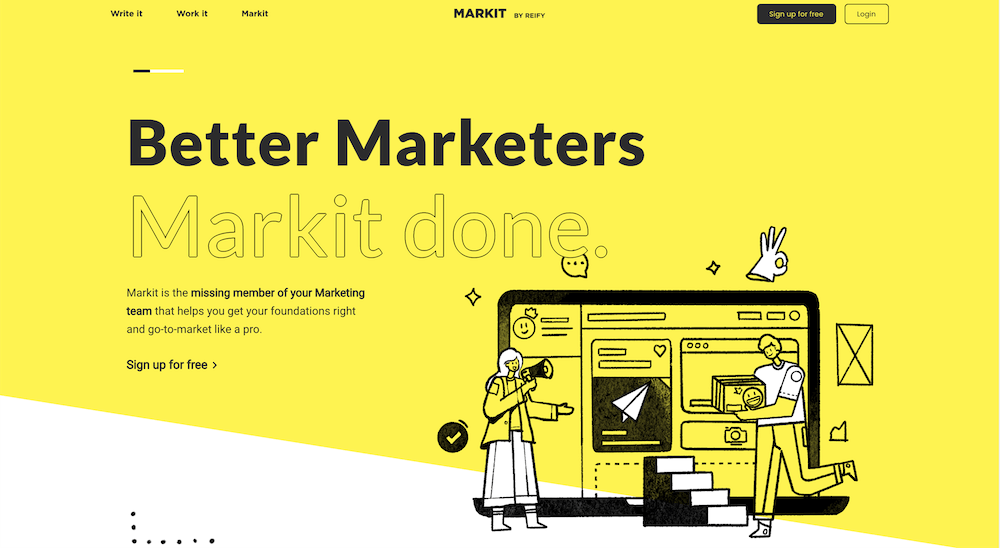 Write it
Work it
Markit
MARKIT BY REIFY
Sign up for free
Login
Better Marketers
Markit done.
Markit is the missing member of your Marketing
team that helps you get your foundations right
and go-to-market like a pro.
Sign up for free >